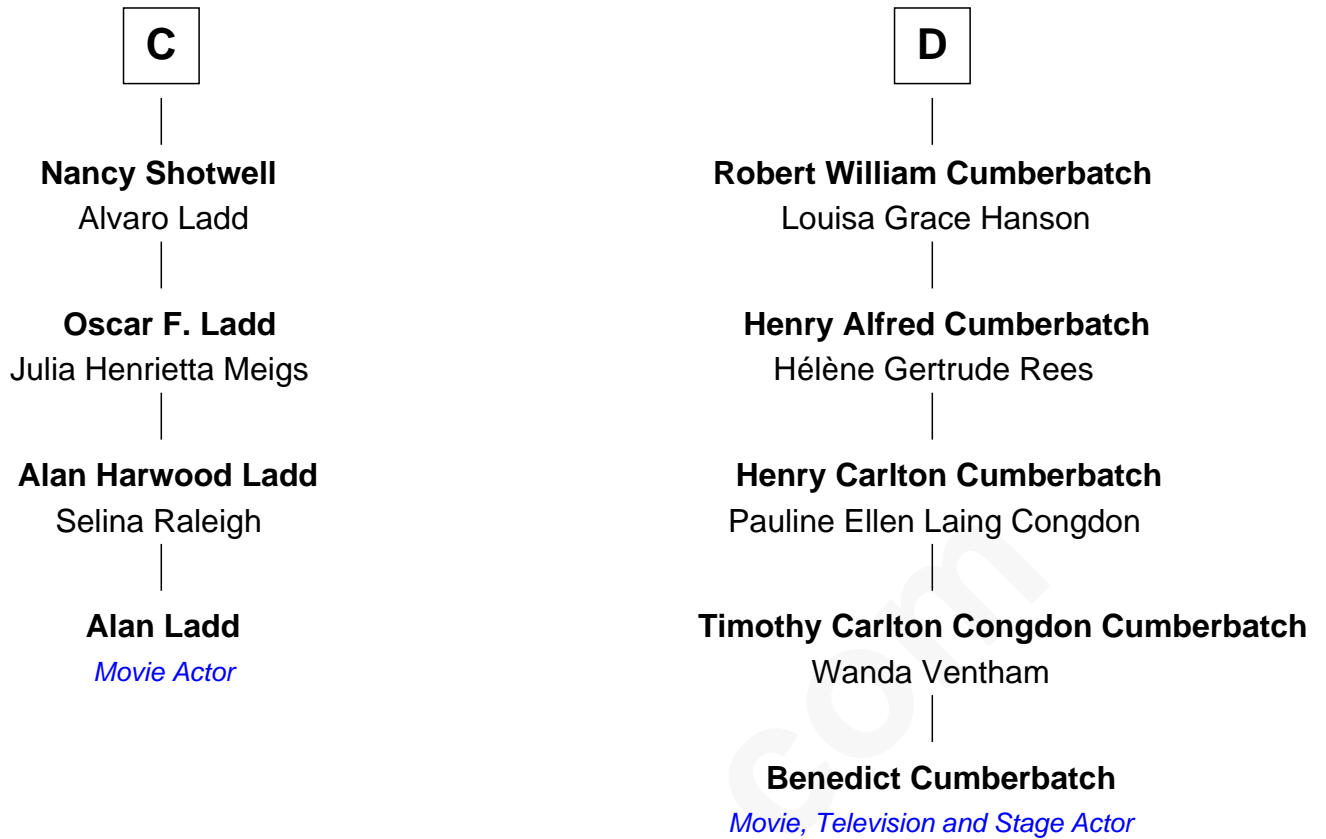 C
Nancy Shotwell
Alvaro Ladd
Oscar F. Ladd
Julia Henrietta Meigs
Alan Harwood Ladd
Selina Raleigh
Alan Ladd
Movie Actor
D
Robert William Cumberbatch
Louisa Grace Hanson
Henry Alfred Cumberbatch
Hélène Gertrude Rees
Henry Carlton Cumberbatch
Pauline Ellen Laing Congdon
Timothy Carlton Congdon Cumberbatch
Wanda Ventham
Benedict Cumberbatch
Movie, Television and Stage Actor
com